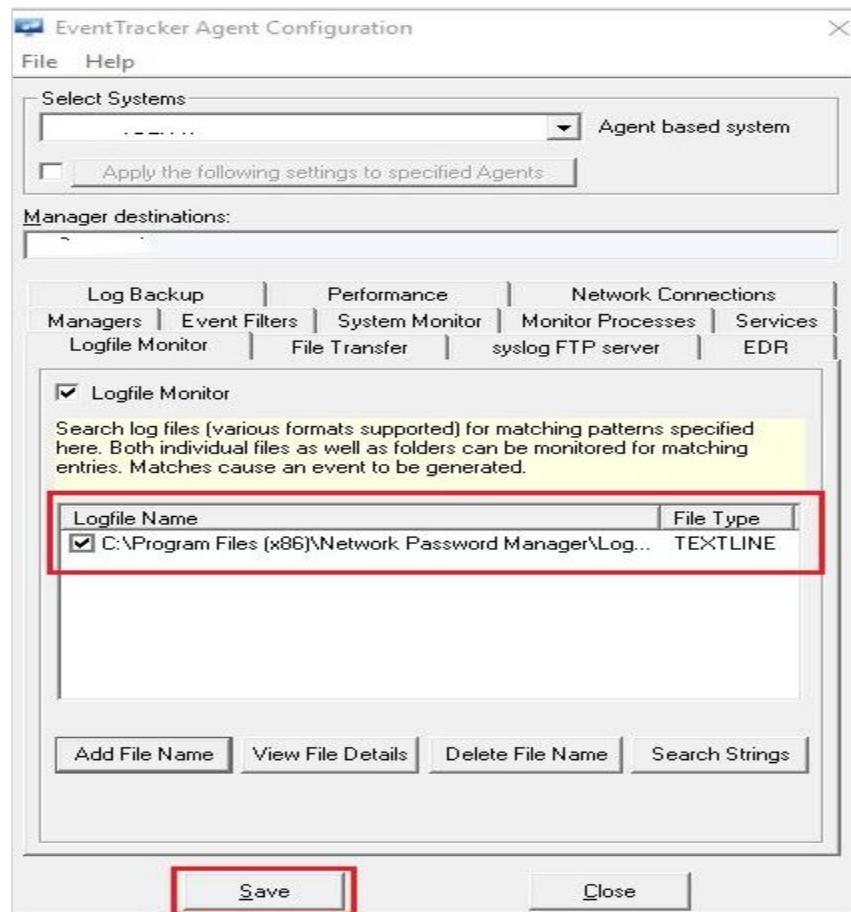 EventTracker Agent Configuration
File Help
Select Systems
Agent based system
Apply the following settings to specified Agents
Manager destinations:
Log Backup Performance Network Connections
Managers Event Filters System Monitor Monitor Processes Services
Logfile Monitor File Transfer syslog FTP server EDR
Logfile Monitor
Search log files (various formats supported) for matching patterns specified
here. Both individual files as well as folders can be monitored for matching
entries. Matches cause an event to be generated.
Logfile Name File Type
C:\Program Files (x86)\Network Password Manager\Log... TEXTLINE
Add File Name View File Details Delete File Name Search Strings
Save Close